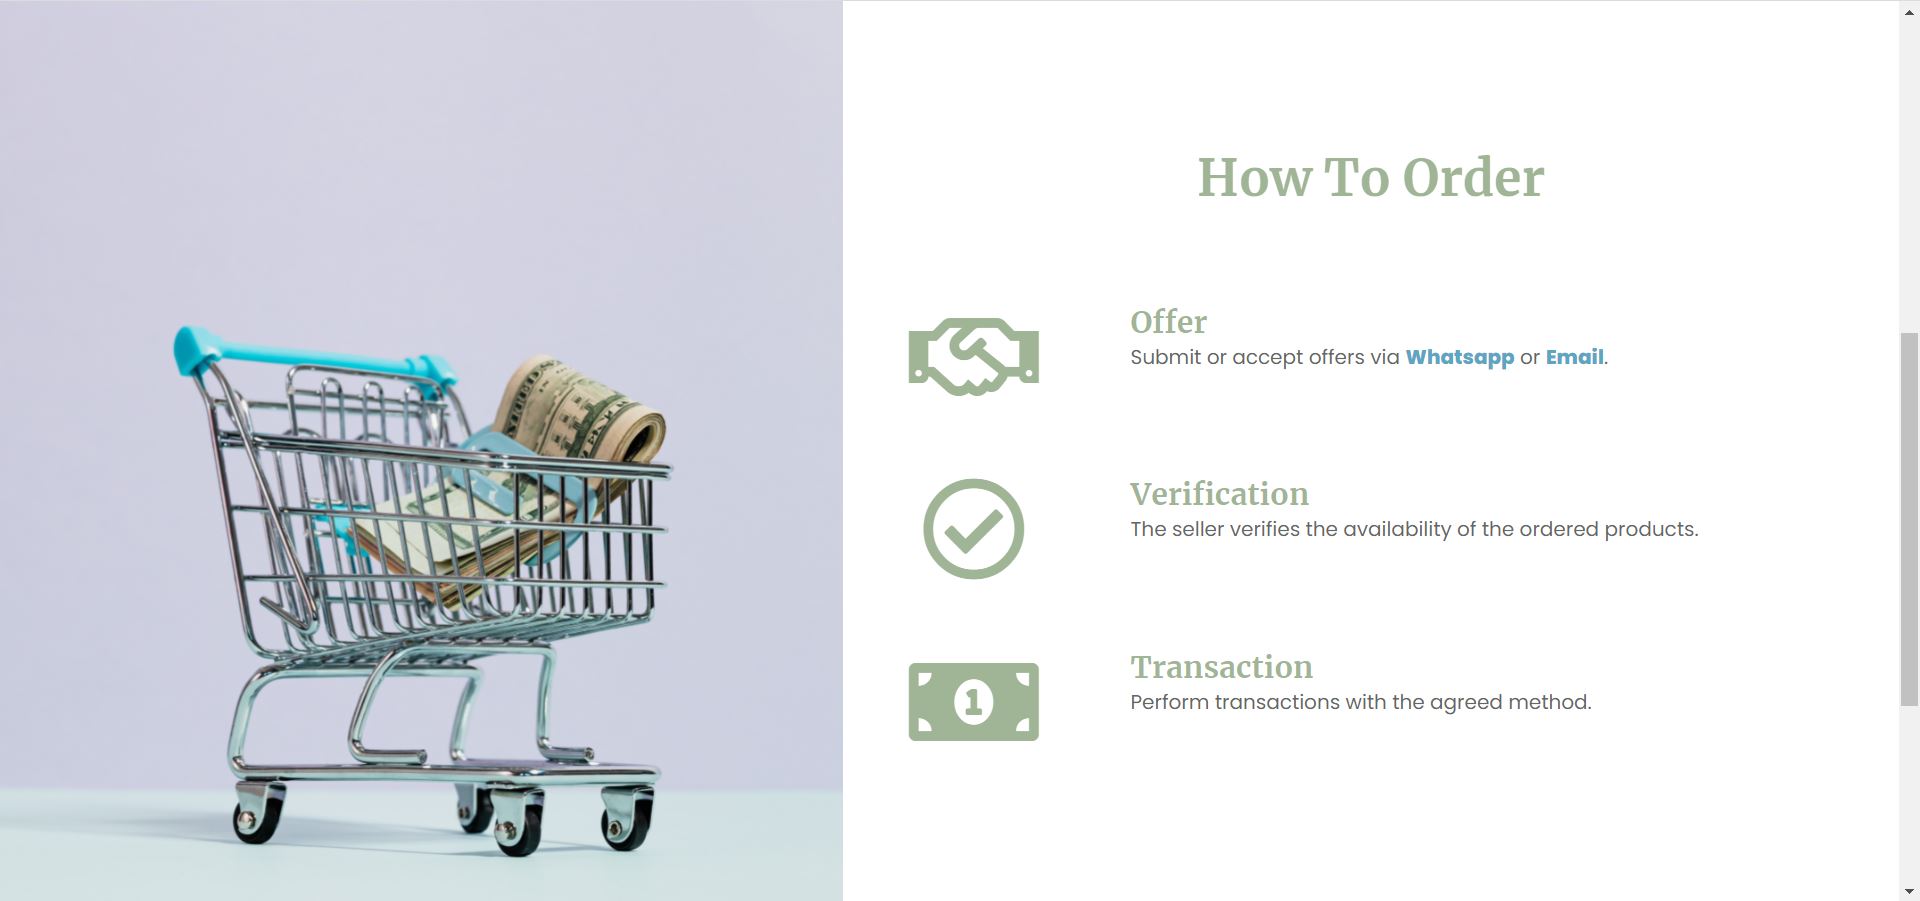 How To Order
Offer
Submit or accept offers via Whatsapp or Email.
Verification
The seller verifies the availability of the ordered products.
1
Transaction
Perform transactions with the agreed method.